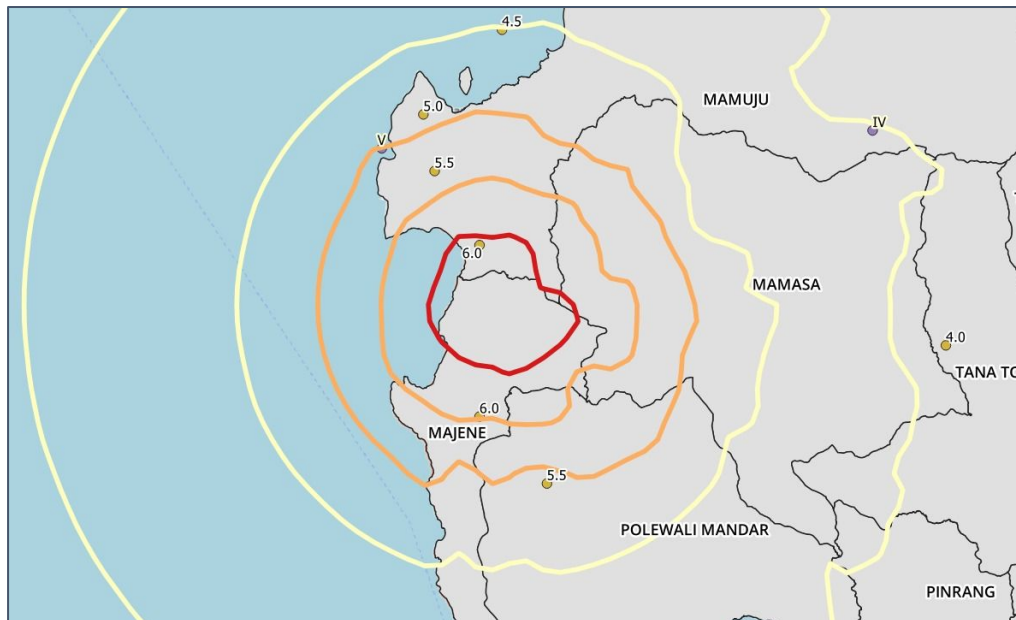 4.5
MAMUJU
5.0
IV
V
5.5
6.0
MAMASA
4.0
TANA TO
6.0
MAJENE
5.5
POLEWALI MANDAR
PINRANG